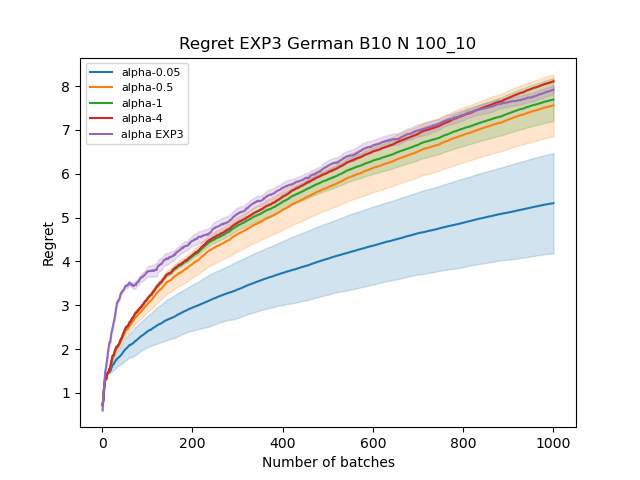 Regret EXP3 German B10 N 100_10
alpha-0.05
alpha-0.5
alpha-1
alpha-4
alpha EXP3
8
7
6
5
4
3
2
1
Regret
0
200
400
600
800
1000
Number of batches